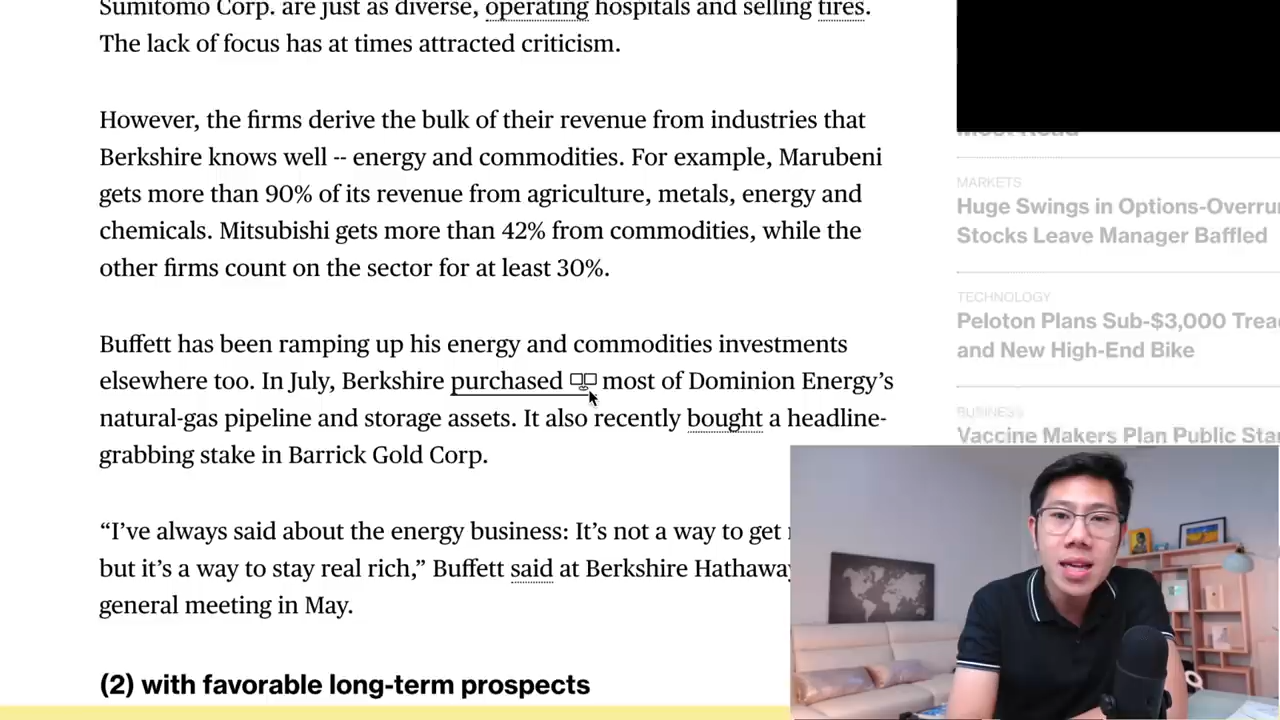 Sumitomo Corp. are just as diverse, operating hospitals and selling tires.
The lack of focus has at times attracted criticism.
However, the firms derive the bulk of their revenue from industries that
Berkshire knows well -- energy and commodities. For example, Marubeni
gets more than 90% of its revenue from agriculture, metals, energy and
chemicals. Mitsubishi gets more than 42% from commodities, while the
other firms count on the sector for at least 30%.
Buffett has been ramping up his energy and commodities investments
elsewhere too. In July, Berkshire purchased most of Dominion Energy’s
natural-gas pipeline and storage assets. It also recently bought a headline-
grabbing stake in Barrick Gold Corp.
“I’ve always said about the energy business: It’s not a way to get
but it’s a way to stay real rich,” Buffett said at Berkshire Hathaway
general meeting in May.
(2) with favorable long-term prospects
Most Read
MARKETS
Huge Swings in Options-Overru
Stocks Leave Manager Baffled
TECHNOLOGY
Peloton Plans Sub-$3,000 Trea
and New High-End Bike
BUSINESS
Vaccine Makers Plan Public Sta